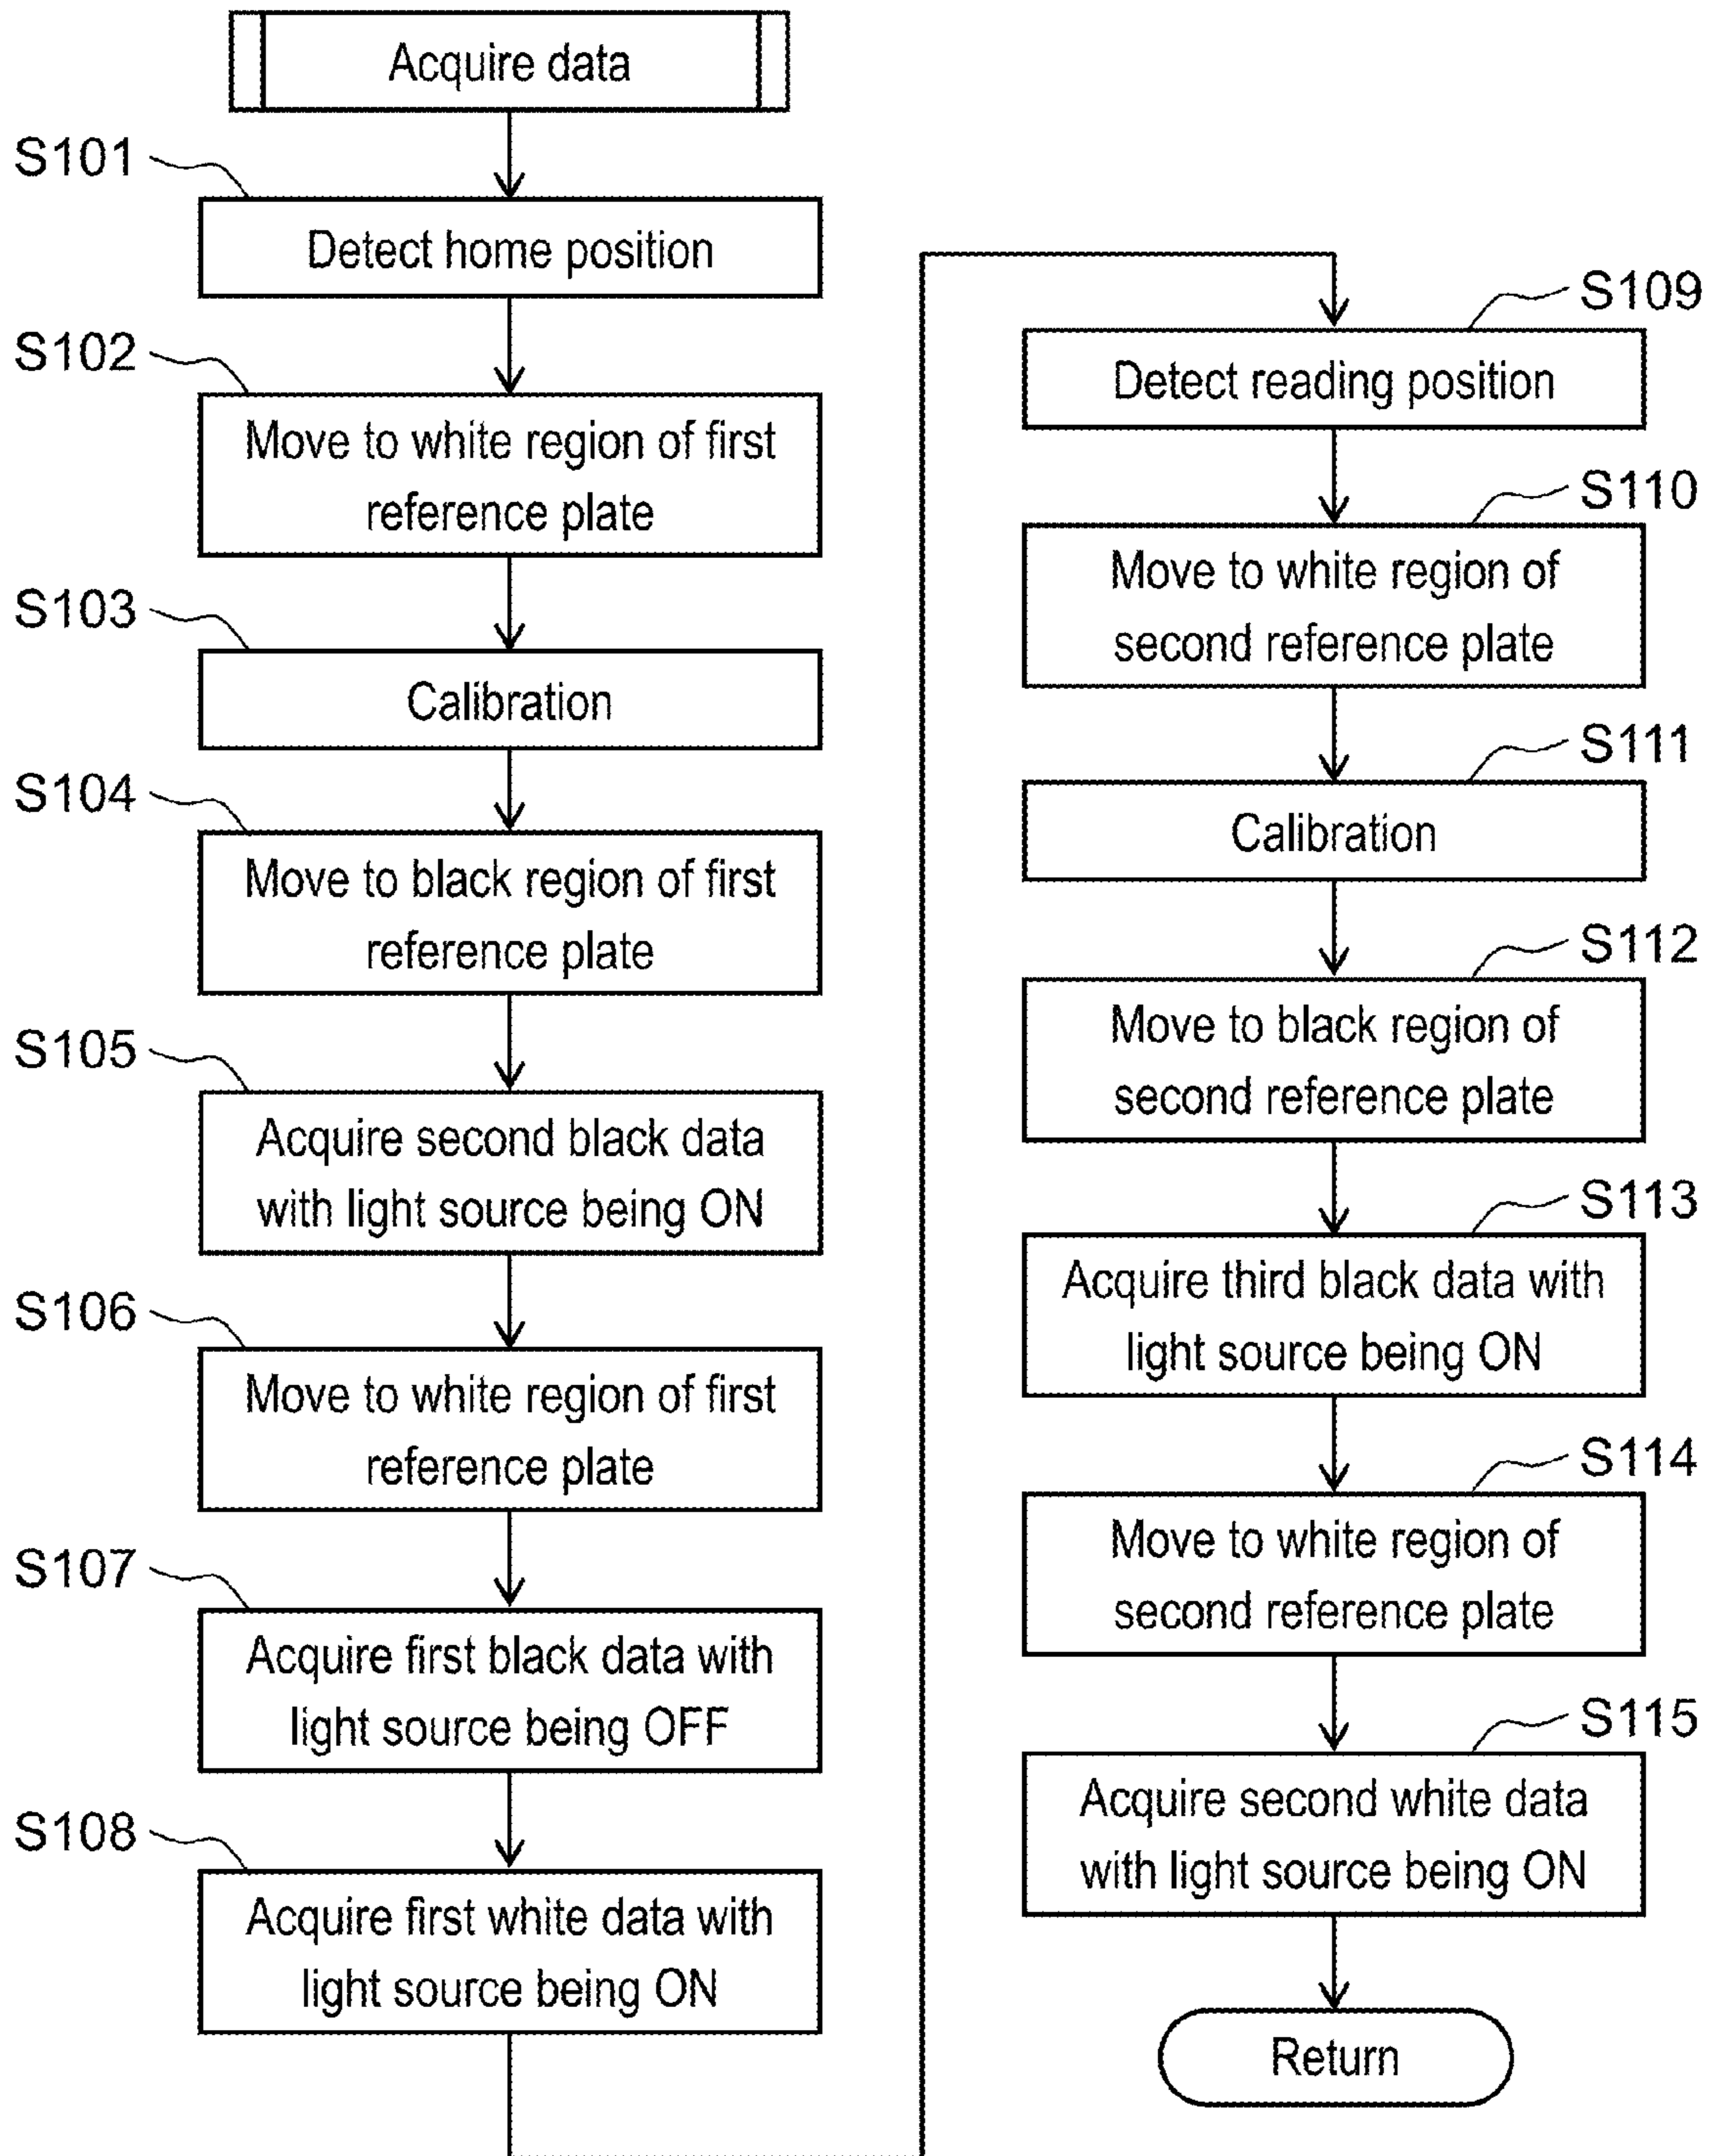 Acquire data
S101
Detect home position
S102
Move to white region of first
reference plate
S103
Calibration
S104
Move to black region of first
reference plate
S105
Acquire second black data
with light source being ON
S106
Move to white region of first
reference plate
S107
Acquire first black data with
light source being OFF
S108
Acquire first white data with
light source being ON
S109
Detect reading position
S110
Move to white region of
second reference plate
S111
Calibration
S112
Move to black region of
second reference plate
S113
Acquire third black data with
light source being ON
S114
Move to white region of
second reference plate
S115
Acquire second white data
with light source being ON
Return